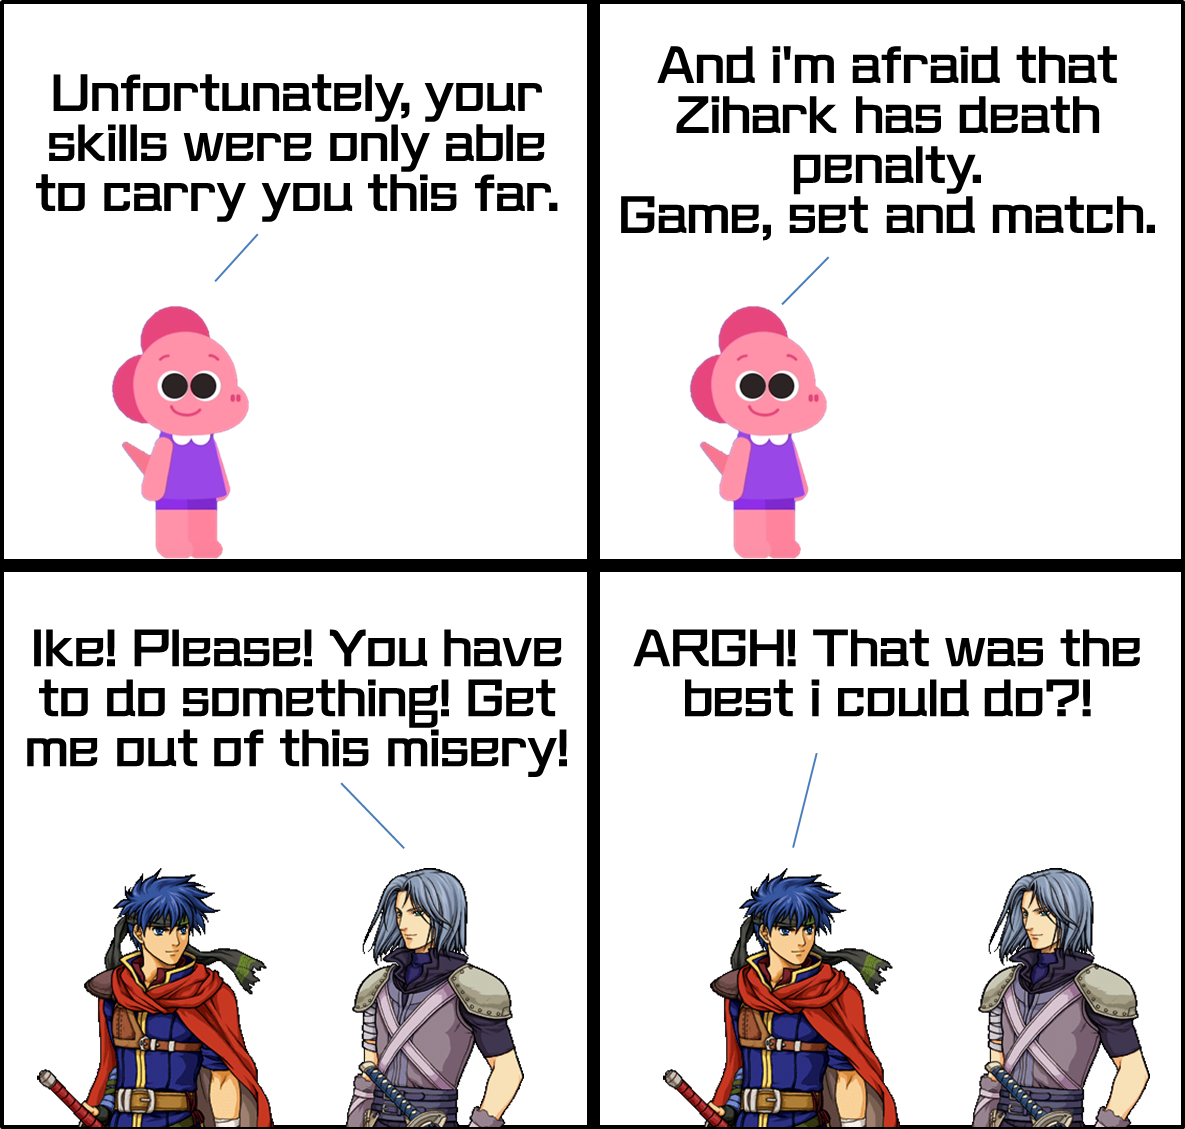 Unfortunately, your
skills were only able
to carry you this far.
And i'm afraid that
Zihark has death
penalty.
Game, set and match.
Ike! Please! You have
to do something! Get
me out of this misery!
ARGH! That was the
best i could do?!